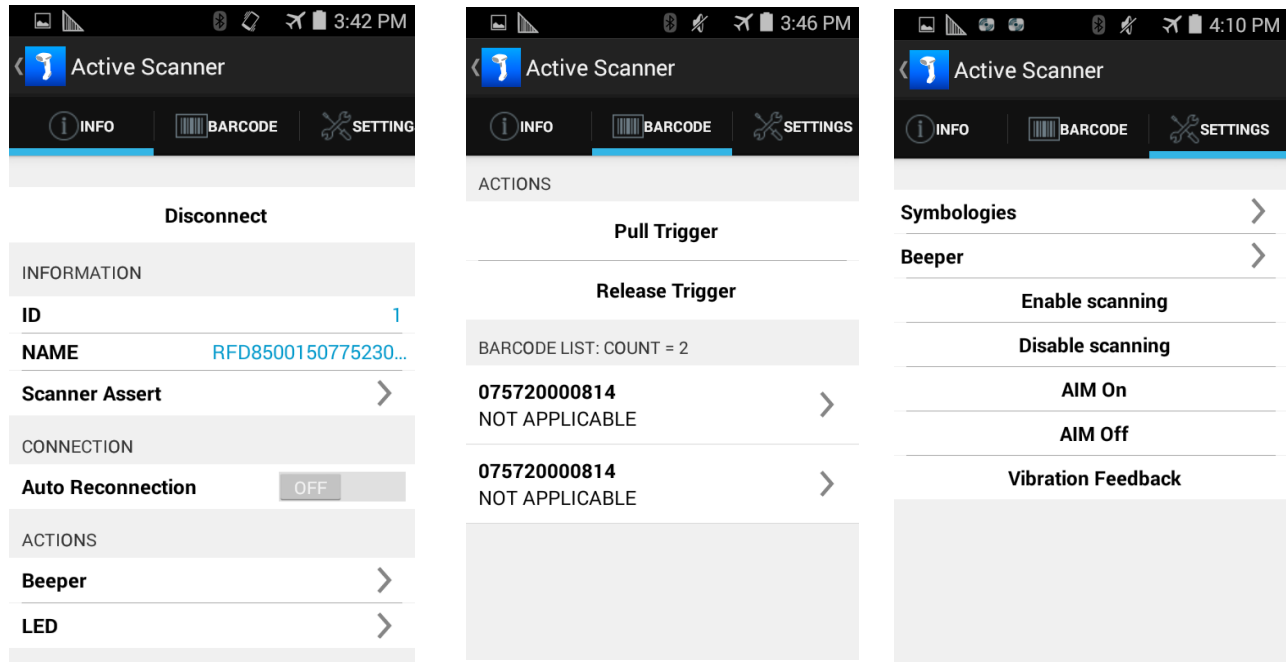 3:42 PM
Active Scanner
INFO BARCODE SETTING
Disconnect
INFORMATION
ID 1
NAME RFD8500150775230...
Scanner Assert
CONNECTION
Auto Reconnection OFF
ACTIONS
Beeper
LED
3:46 PM
Active Scanner
INFO BARCODE SETTINGS
ACTIONS
Pull Trigger
Release Trigger
BARCODE LIST: COUNT = 2
075720000814
NOT APPLICABLE
075720000814
NOT APPLICABLE
4:10 PM
Active Scanner
INFO BARCODE SETTINGS
Symbologies
Beeper
Enable scanning
Disable scanning
AIM On
AIM Off
Vibration Feedback